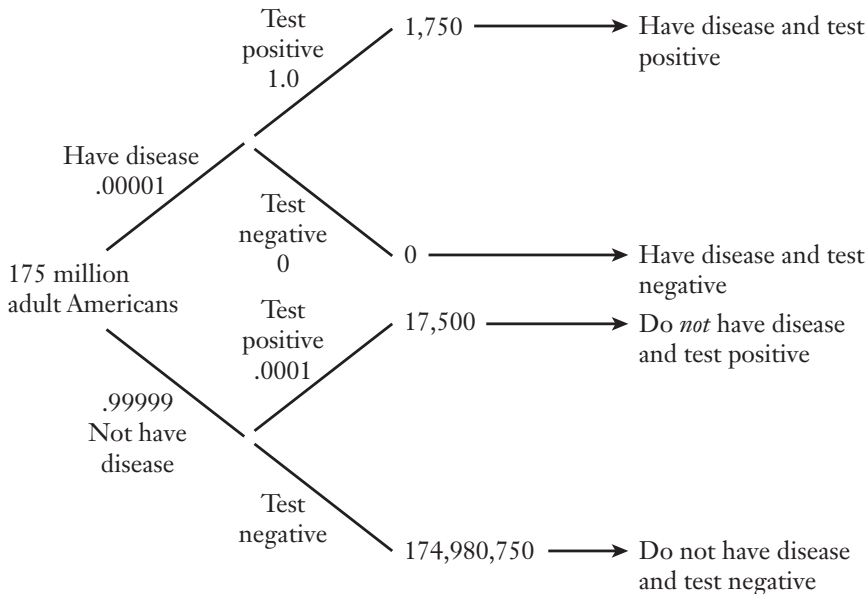 Test
positive
1.0
1,750
Have disease and test
positive
Have disease
.00001
Test
negative
0
0
Have disease and test
negative
175 million
adult Americans
Test
positive
.0001
17,500
Do not have disease
and test positive
.99999
Not have
disease
Test
negative
174,980,750
Do not have disease
and test negative